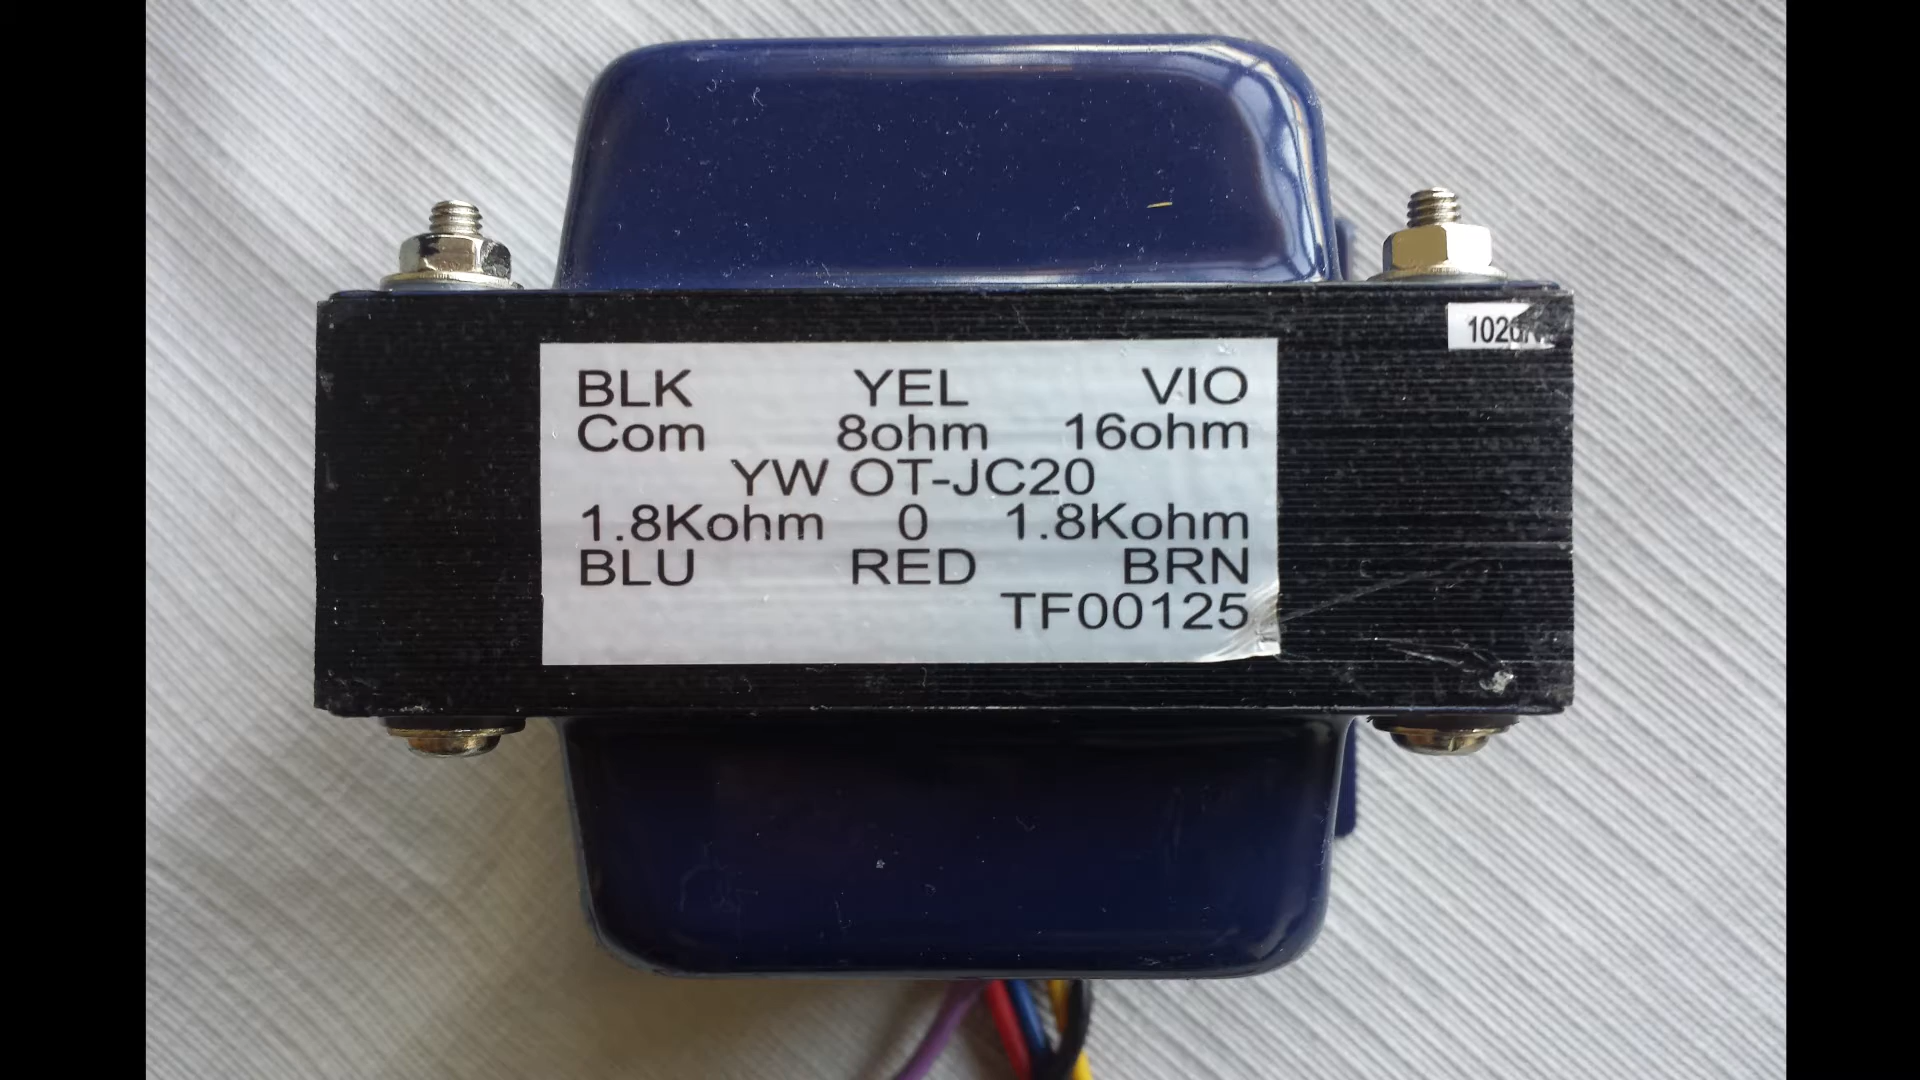 BLK YEL VIO
Com 8ohm 16ohm
YW OT-JC20
1.8Kohm 0 1.8Kohm
BLU RED BRN
TF00125